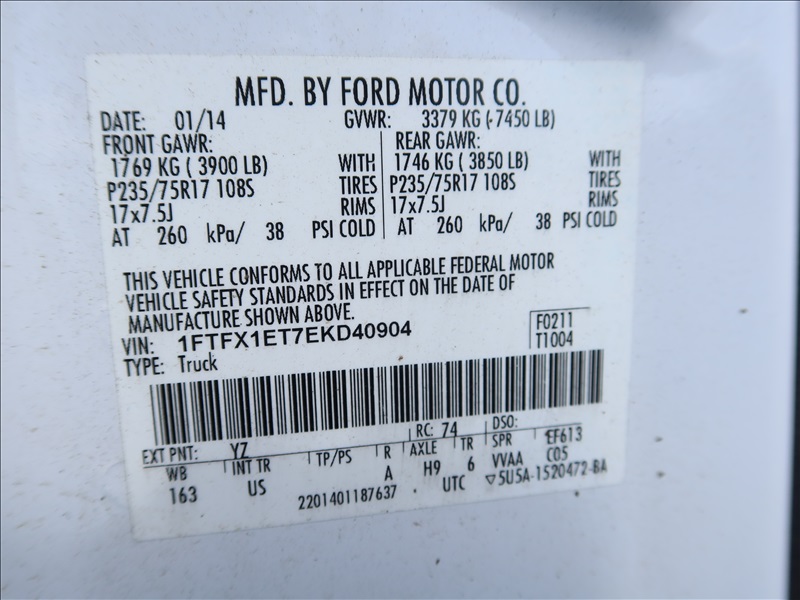 MFD. BY FORD MOTOR CO.
DATE: 01/14 GVWR: 3379 KG (-7450 LB)
FRONT GAWR: REAR GAWR:
1769 KG ( 3900 LB) WITH 1746 KG ( 3850 LB) WITH
P235/75R17 108S TIRES P235/75R17 108S TIRES
17x7.5J RIMS 17x7.5J RIMS
AT 260 kPa/ 38 PSI COLD AT 260 kPa/ 38 PSI COLD
THIS VEHICLE CONFORMS TO ALL APPLICABLE FEDERAL MOTOR
VEHICLE SAFETY STANDARDS IN EFFECT ON THE DATE OF
MANUFACTURE SHOWN ABOVE.
VIN: 1FTFX1ET7EKD40904 F0211
TYPE: Truck T1004
EXT PNT: YZ RC: 74 DSO:
WB INT TR TP/PS R AXLE TR SPR EF613
163 US A H9 6 VVAA C05
2201401187637 UTC ▽5U5A-1520472-BA